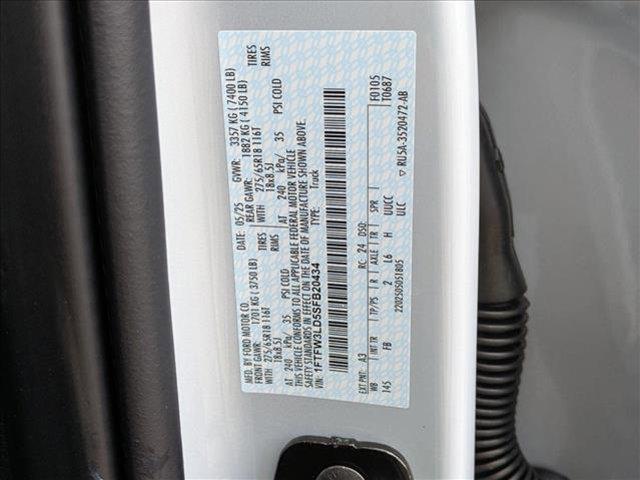 MFD. BY FORD MOTOR CO.
DATE: 05/25 GVWR: 3357 KG ( 7400 LB)
FRONT GAWR: 1701 KG ( 3750 LB) REAR GAWR: 1882 KG ( 4150 LB)
WITH 275/65R18 116T TIRES WITH 275/65R18 116T TIRES
18x8.5J RIMS 18x8.5J RIMS
AT 240 kPa/ 35 PSI COLD AT 240 kPa/ 35 PSI COLD
THIS VEHICLE CONFORMS TO ALL APPLICABLE FEDERAL MOTOR VEHICLE
SAFETY STANDARDS IN EFFECT ON THE DATE OF MANUFACTURE SHOWN ABOVE.
VIN: 1FTFW3LD5SFB20434 TYPE: Truck
F0105
T0687
EXT PNT: A3 RC: 24 DSO:
WB INT TR TP/PS R AXLE TR SPR
145 FB 2 L6 H UUCC
ULC
2202505051805 ▽ RU5A-3520472-AB